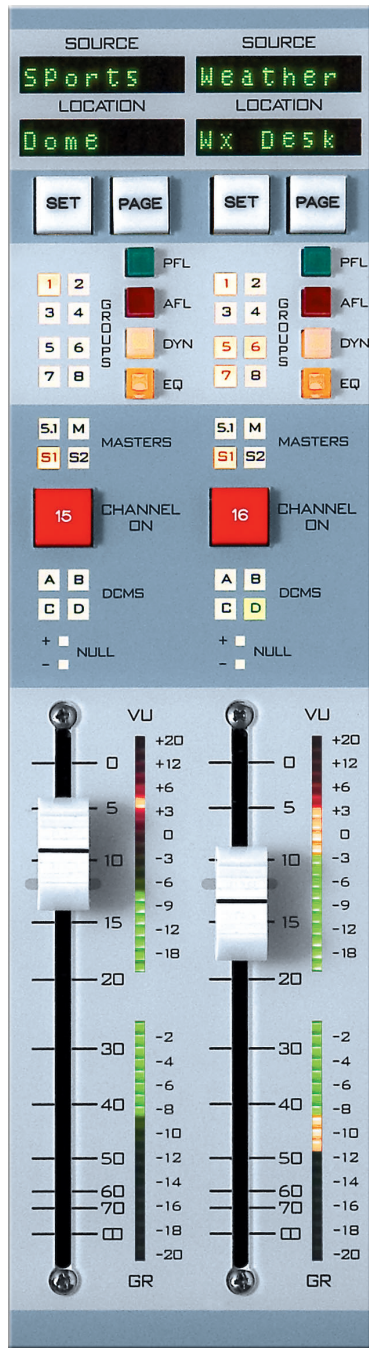 SOURCE SOURCE
SPorts Weather
LOCATION LOCATION
Dome Wx Desk
SET PAGE SET PAGE
PFL PFL
1 2 1 2
AFL AFL
3 4 3 4
GROUPS GROUPS
DYN DYN
5 6 5 6
7 8 EQ 7 8 EQ
5.1 M 5.1 M
MASTERS MASTERS
S1 S2 S1 S2
15 CHANNEL ON 16 CHANNEL ON
A B A B
DCMS DCMS
C D C D
+ +
NULL NULL
- -
VU VU
+20 +20
0 +12 0 +12
+6 +6
5 +3 5 +3
0 0
10 -3 10 -3
-6 -6
-9 -9
15 -12 15 -12
-18 -18
20 20
-2 -2
30 -4 30 -4
-6 -6
40 -8 40 -8
-10 -10
50 -12 50 -12
-14 -14
60 60
70 -16 70 -16
∞ -18 ∞ -18
-20 -20
GR GR